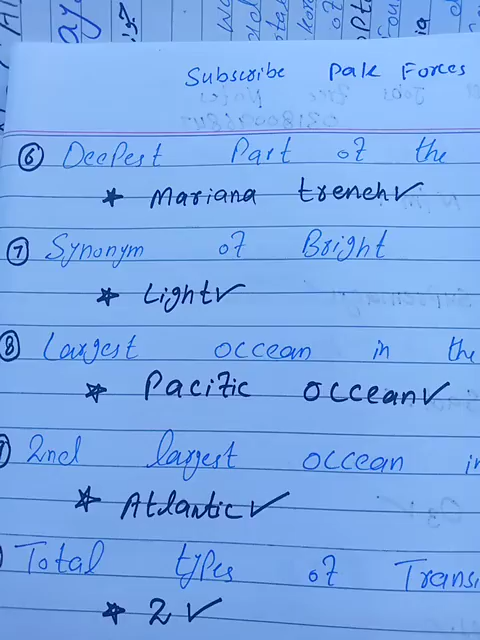 Subscribe Pak Forces
6 Deepest Part of the
* Mariana trench ✓
7 Synonym of Bright
* Light ✓
8 Largest occean in the
* Pacific occean ✓
2nd largest occean in
* Atlantic ✓
Total types of
* 2 ✓